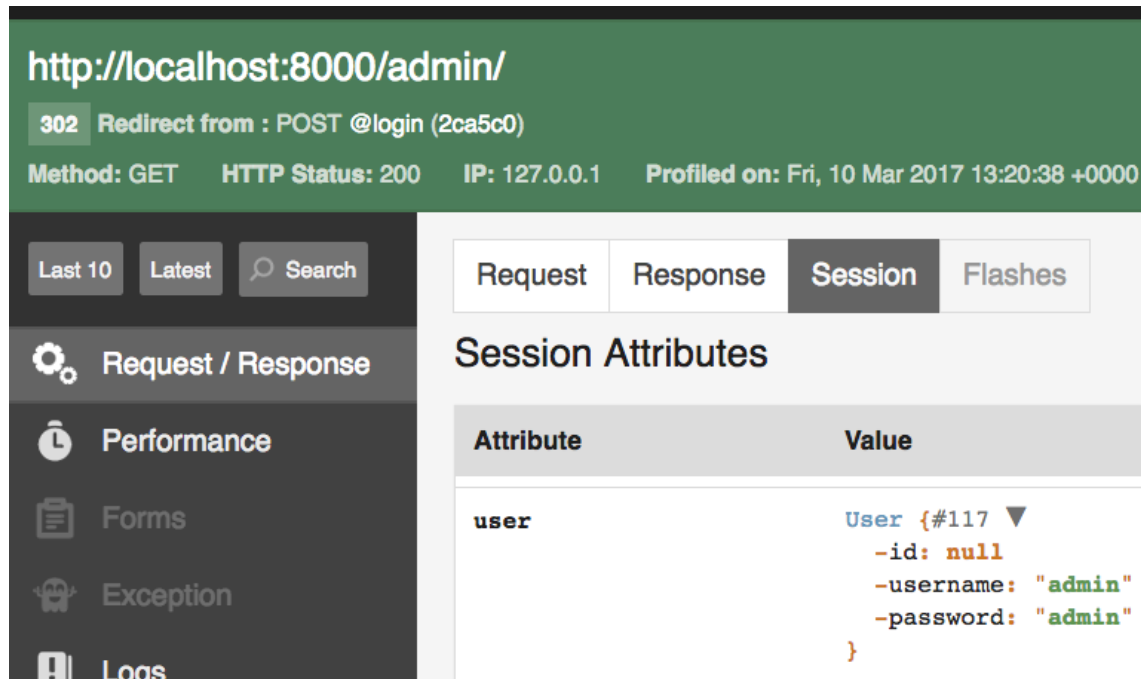 http://localhost:8000/admin/
302 Redirect from : POST @login (2ca5c0)
Method: GET HTTP Status: 200 IP: 127.0.0.1 Profiled on: Fri, 10 Mar 2017 13:20:38 +0000
Last 10 Latest Search
Request Response Session Flashes
Request / Response
Performance
Forms
Exception
Logs
Session Attributes
Attribute Value
user User {#117 ▼
-id: null
-username: "admin"
-password: "admin"
}